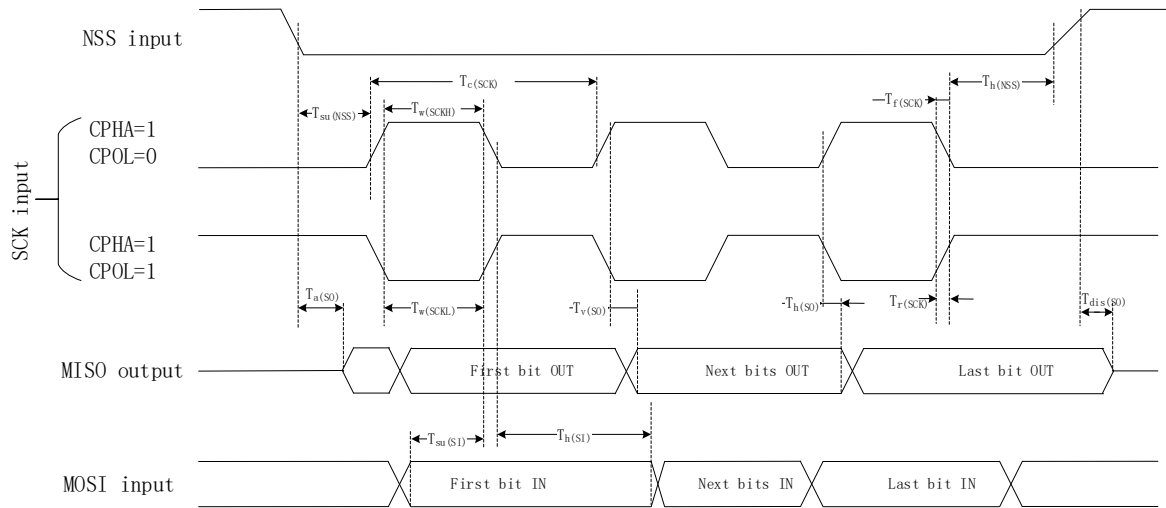 NSS input
Tc(SCK)
Th(NSS)
Tsu(NSS)
Tw(SCKH)
Tf(SCK)
CPHA=1
CPOL=0
SCK input
CPHA=1
CPOL=1
Ta(SO)
Tw(SCKL)
Tv(SO)
Th(SO)
Tr(SCK)
Tdis(SO)
MISO output
First bit OUT
Next bits OUT
Last bit OUT
Tsu(SI)
Th(SI)
MOSI input
First bit IN
Next bits IN
Last bit IN